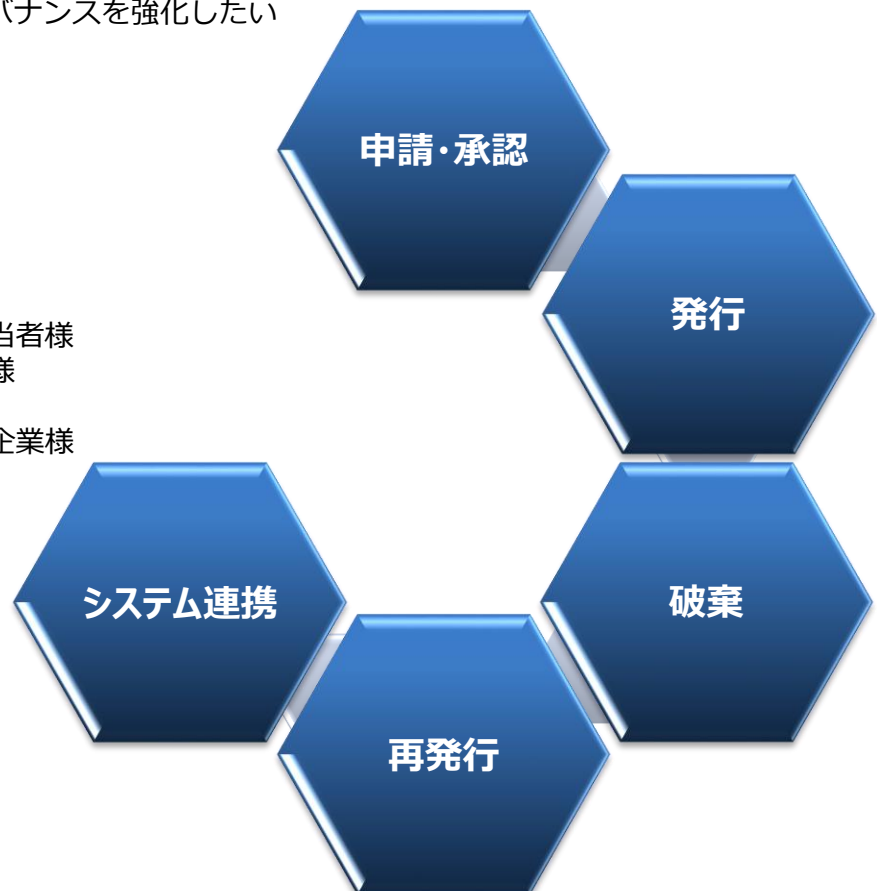 バナンスを強化したい
申請・承認
発行
当者様
様
企業様
システム連携
破棄
再発行